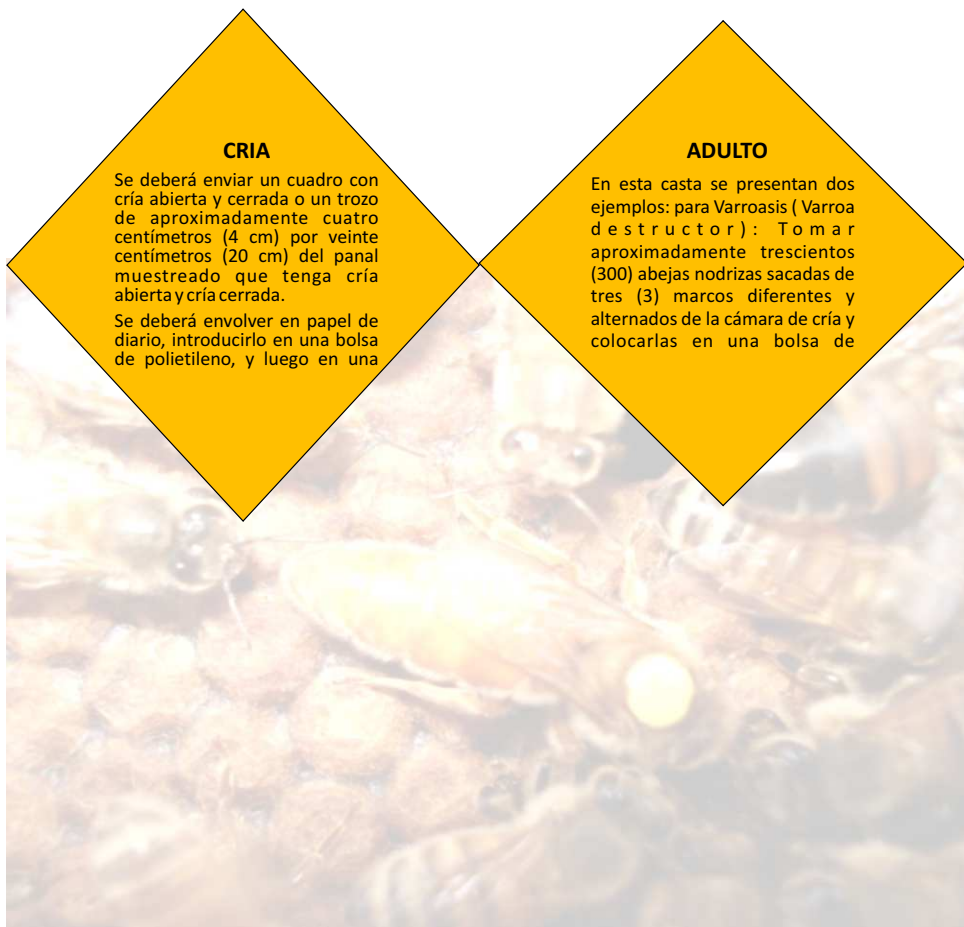 CRIA
Se deberá enviar un cuadro con
cría abierta y cerrada o un trozo
de aproximadamente cuatro
centímetros (4 cm) por veinte
centímetros (20 cm) del panal
muestreado que tenga cría
abierta y cría cerrada.
Se deberá envolver en papel de
diario, introducirlo en una bolsa
de polietileno, y luego en una
ADULTO
En esta casta se presentan dos
ejemplos: para Varroasis ( Varroa
destructor): Tomar
aproximadamente trescientos
(300) abejas nodrizas sacadas de
tres (3) marcos diferentes y
alternados de la cámara de cría y
colocarlas en una bolsa de